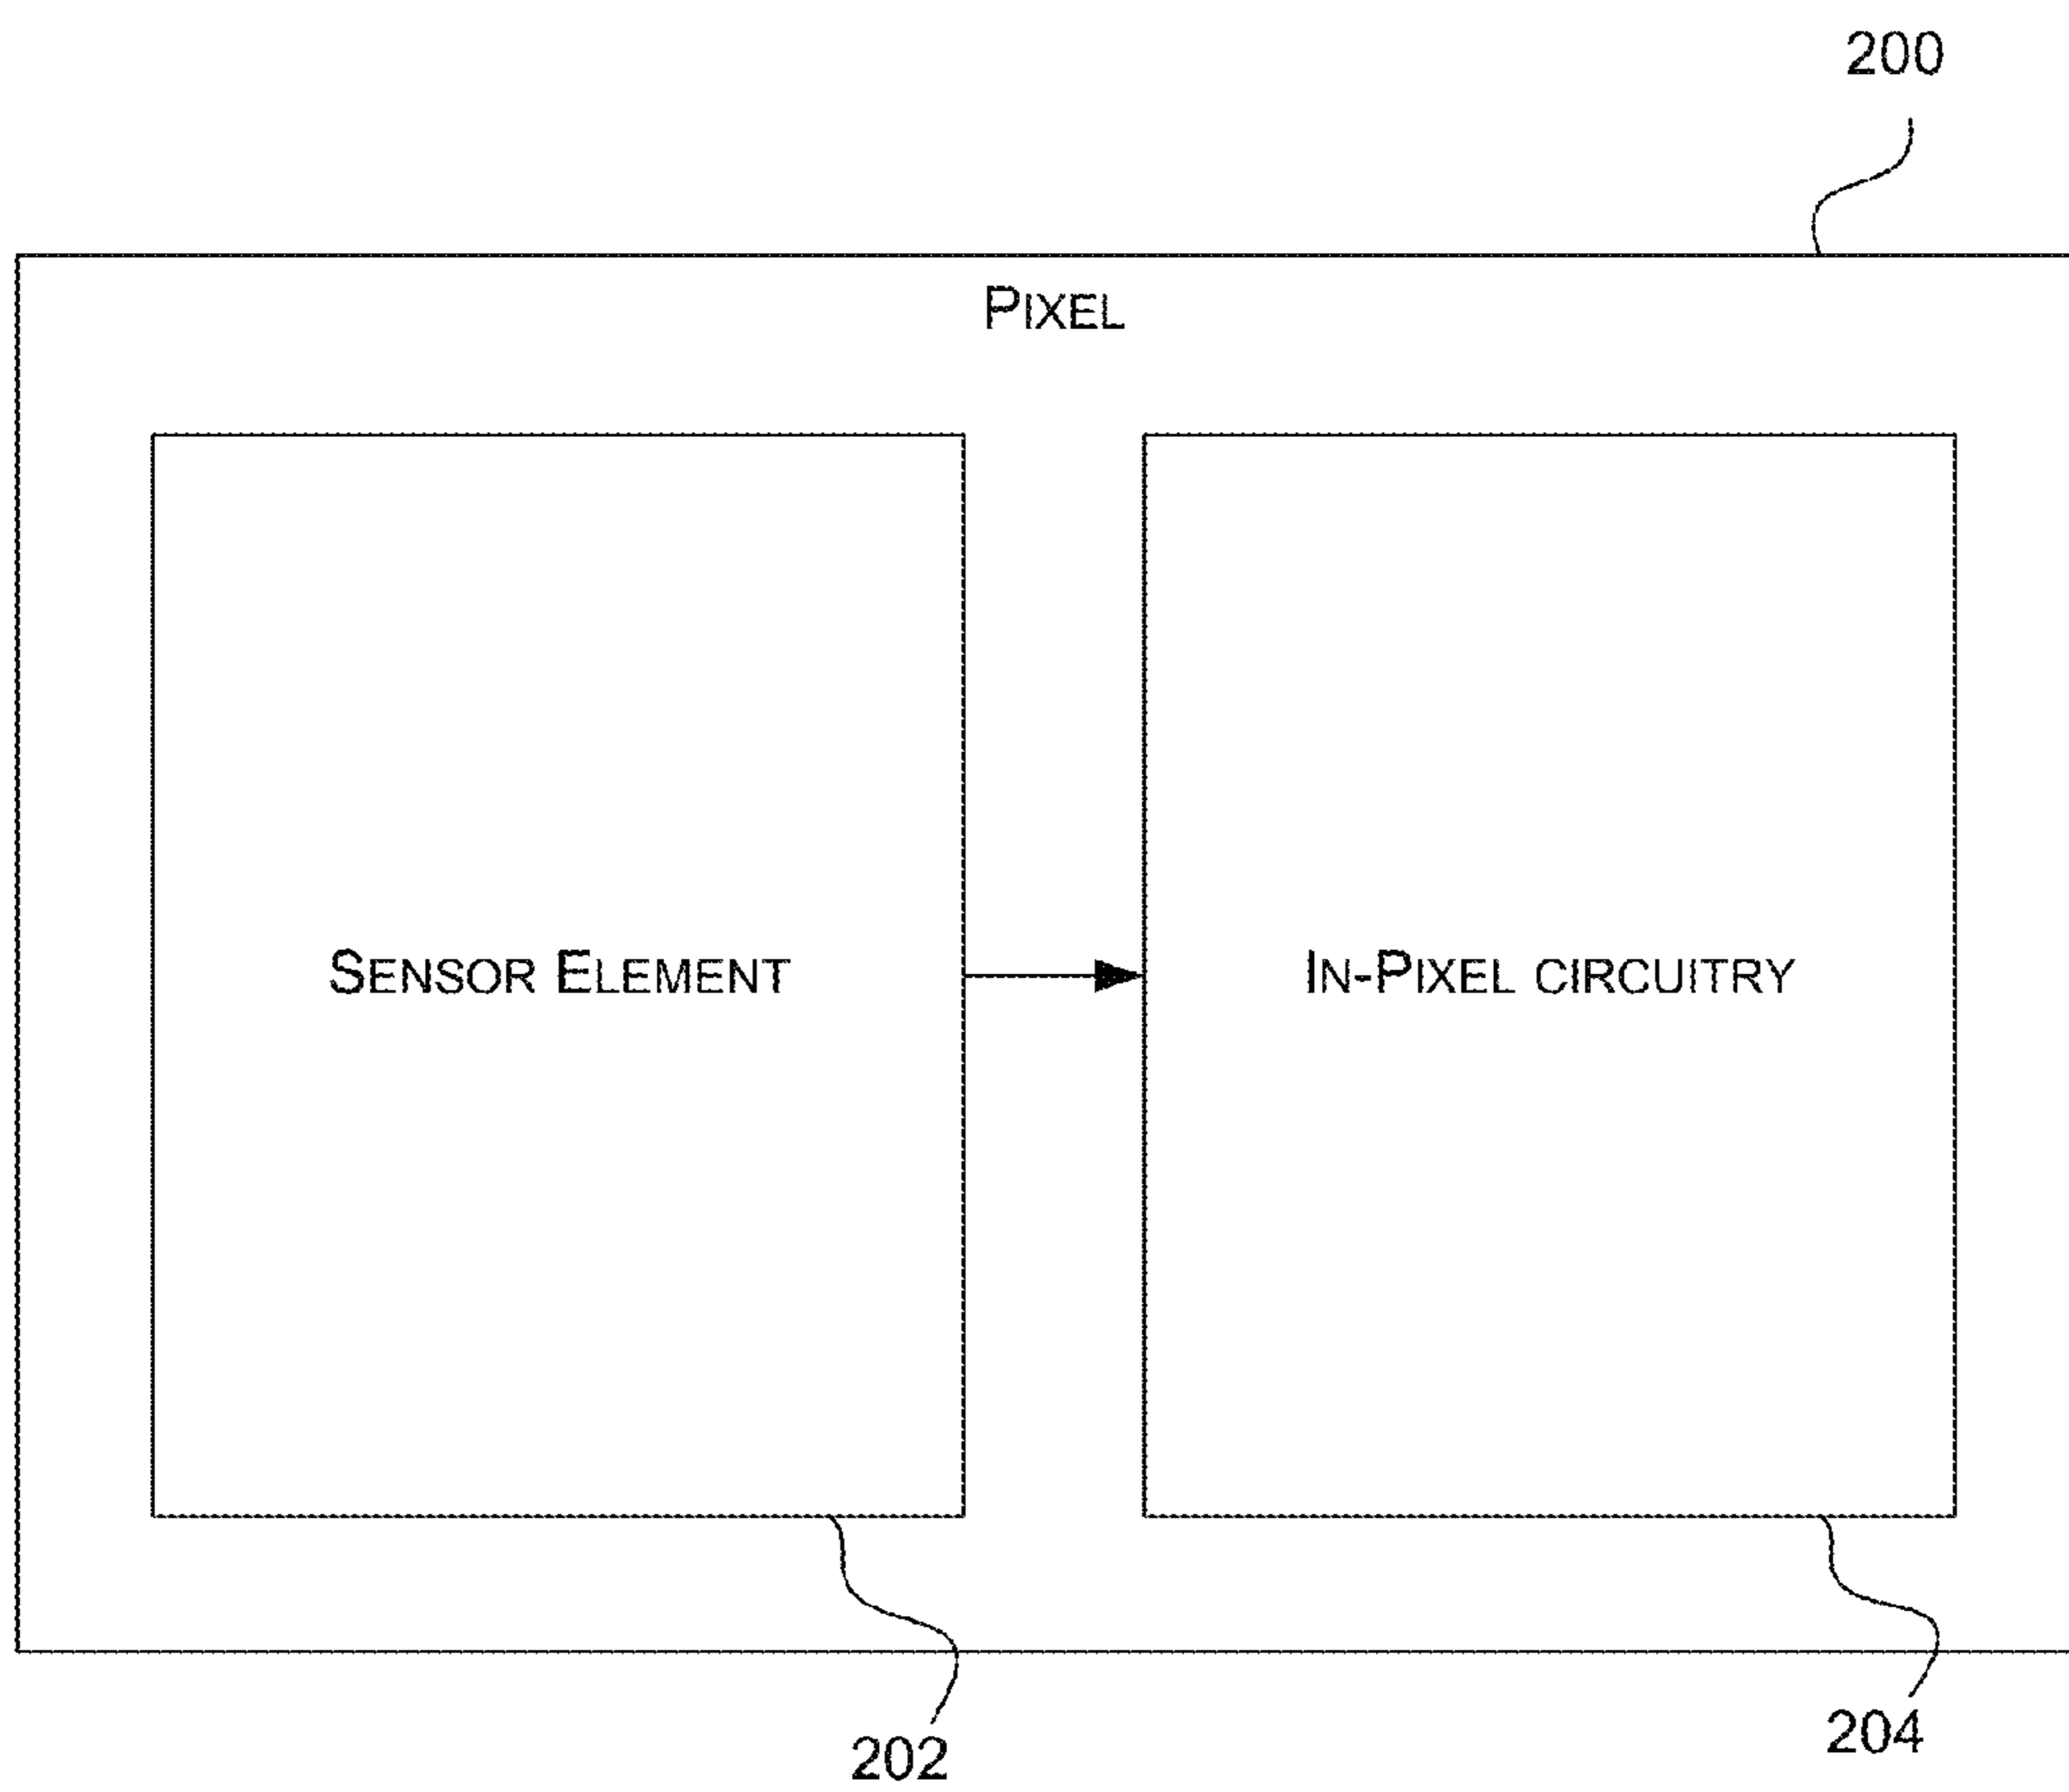 200
PIXEL
SENSOR ELEMENT
IN-PIXEL CIRCUITRY
202
204